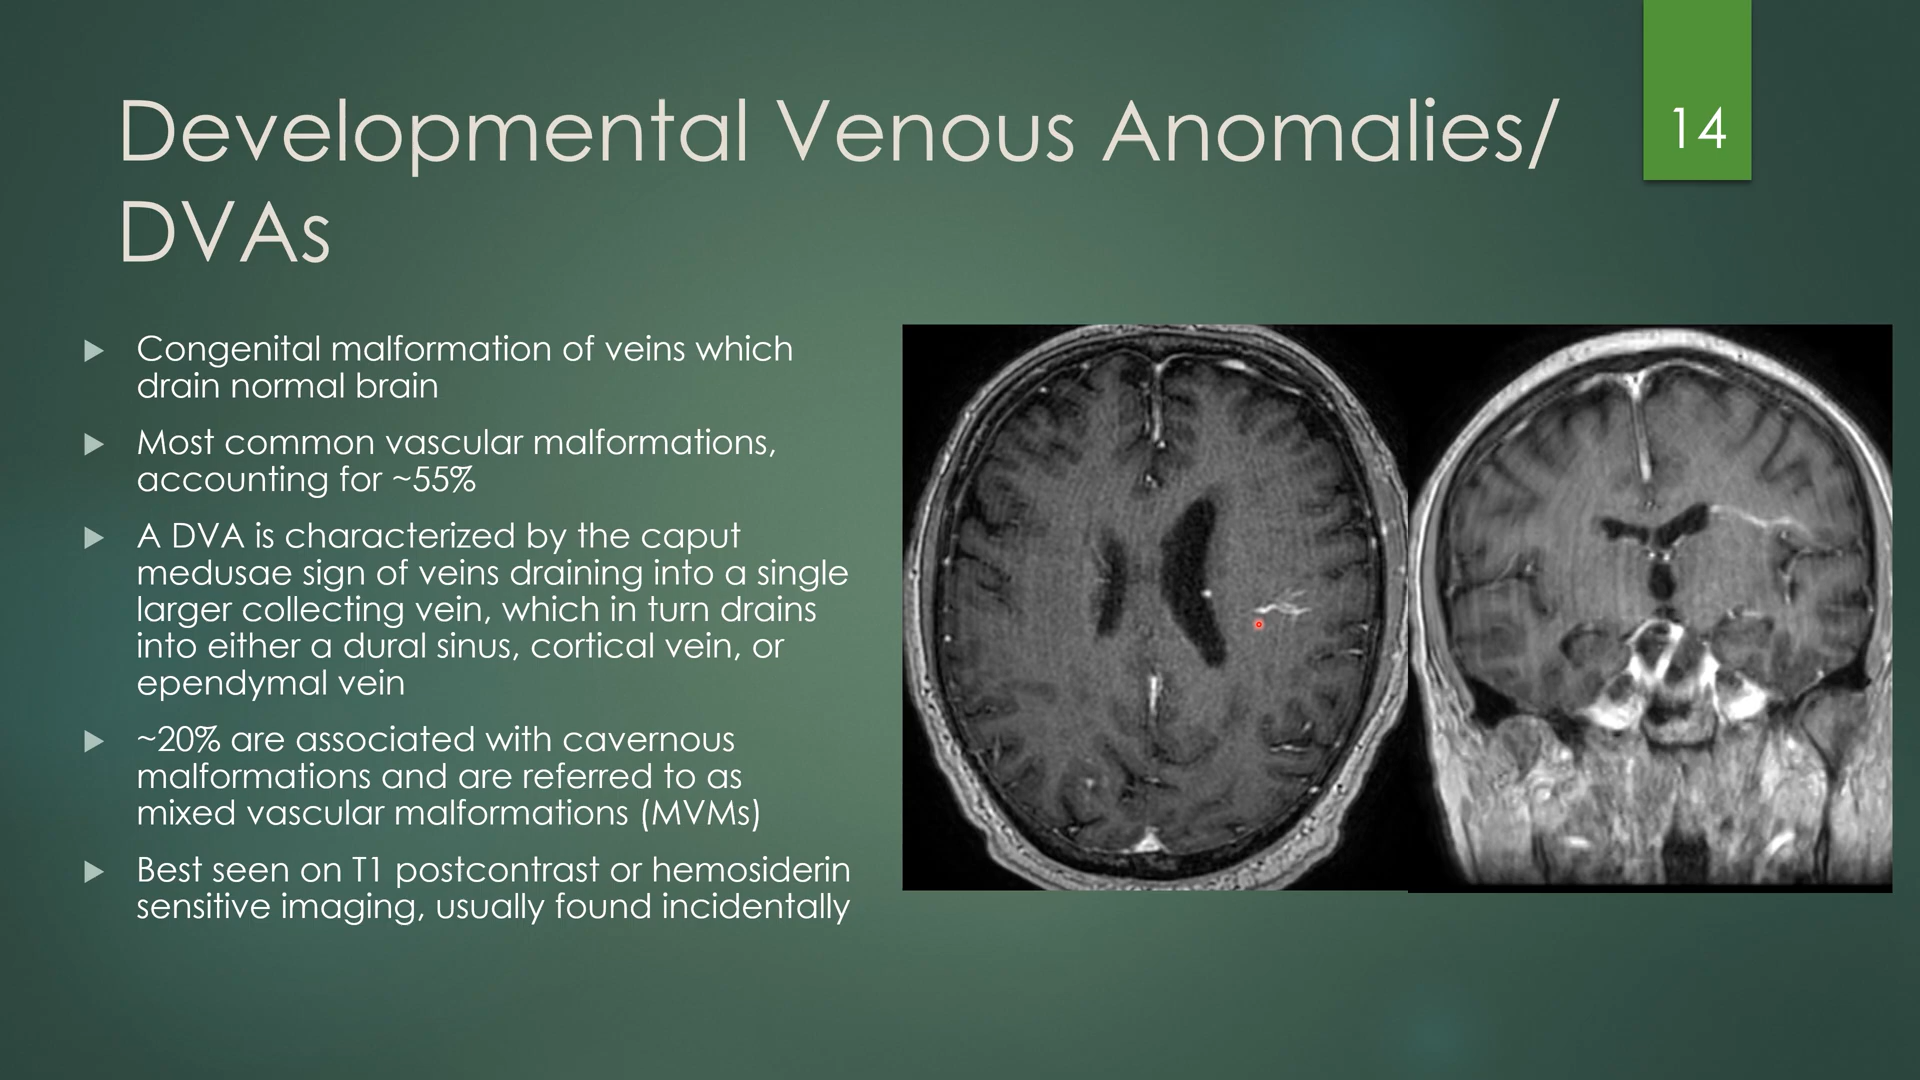 Developmental Venous Anomalies/
DVAs
14
Congenital malformation of veins which
drain normal brain
Most common vascular malformations,
accounting for ~55%
A DVA is characterized by the caput
medusae sign of veins draining into a single
larger collecting vein, which in turn drains
into either a dural sinus, cortical vein, or
ependymal vein
~20% are associated with cavernous
malformations and are referred to as
mixed vascular malformations (MVMs)
Best seen on T1 postcontrast or hemosiderin
sensitive imaging, usually found incidentally